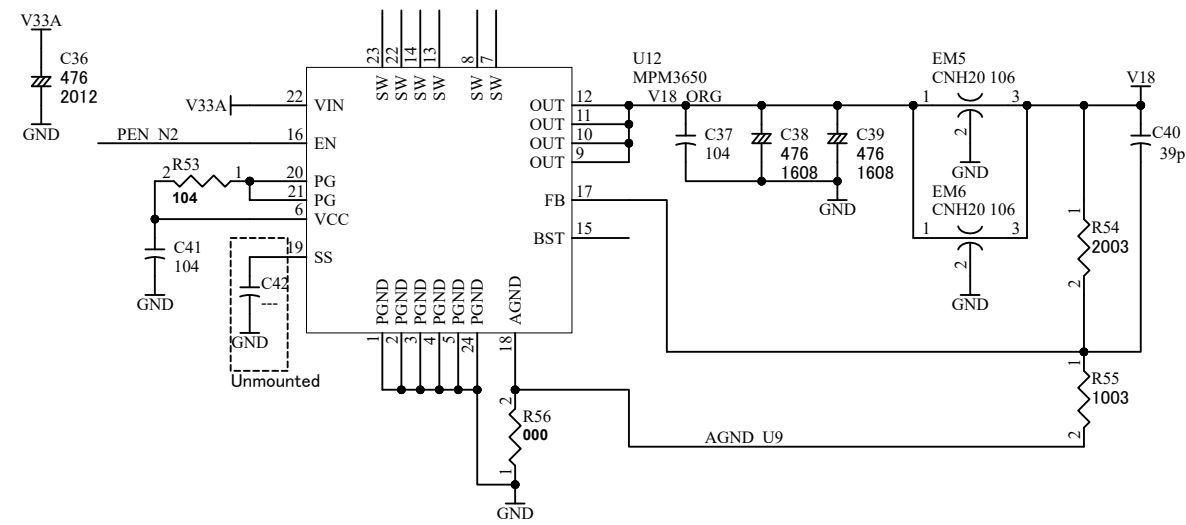 V33A
C36
476
2012
GND
23
22
14
13
8
7
SW
SW
SW
SW
SW
SW
U12
MPM3650
V33A
22
VIN
PEN_N2
16
EN
R53
2
1
104
20
PG
21
PG
6
VCC
C41
104
GND
19
SS
C42
---
GND
Unmounted
OUT
12
OUT
11
OUT
10
OUT
9
FB
17
BST
15
PGND
PGND
PGND
PGND
PGND
PGND
AGND
1
2
3
4
5
24
18
V18_ORG
C37
104
C38
476
1608
C39
476
1608
GND
EM5
CNH20 106
1
3
2
GND
EM6
CNH20 106
1
3
2
GND
V18
C40
39p
1
R54
2003
2
1
R55
1003
2
AGND_U9
2
R56
000
1
GND